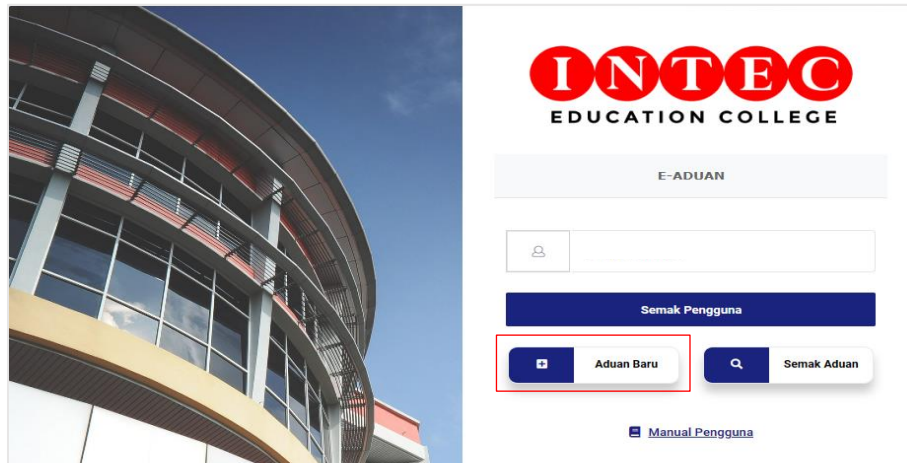 INTEC
EDUCATION COLLEGE
E-ADUAN
Semak Pengguna
Aduan Baru
Semak Aduan
Manual Pengguna